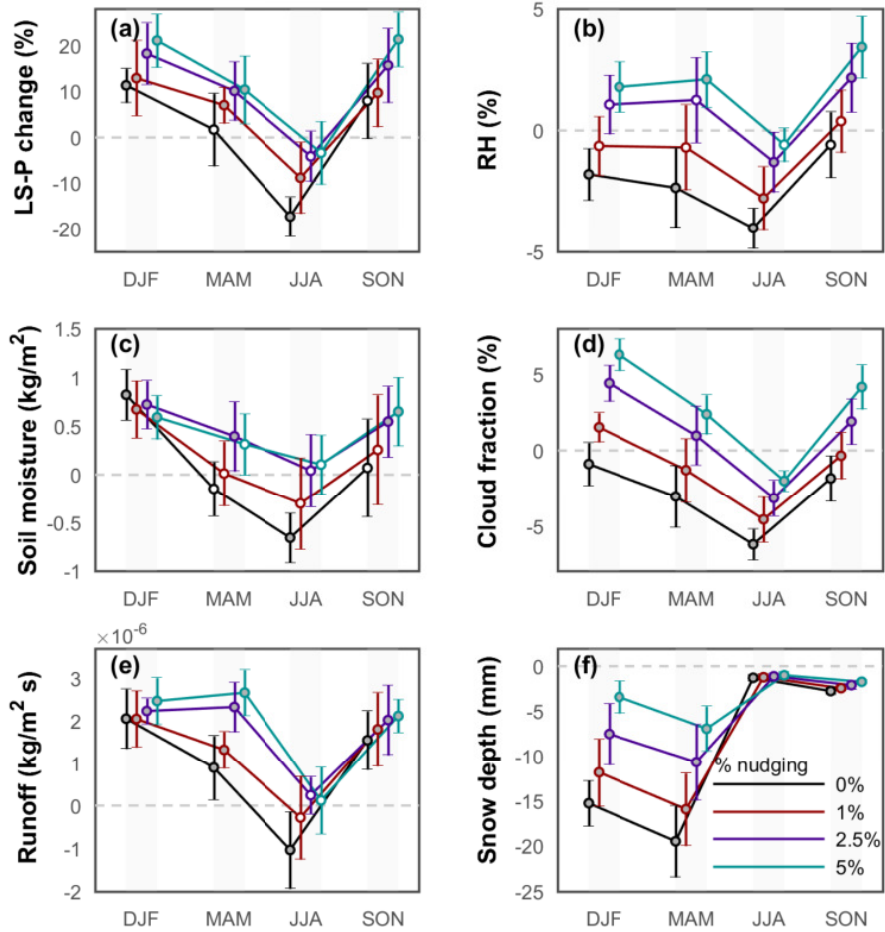 (a)
LS-P change (%)
20
10
0
-10
-20
DJF MAM JJA SON
(b)
RH (%)
5
0
-5
DJF MAM JJA SON
(c)
Soil moisture (kg/m²)
1.5
1
0.5
0
-0.5
-1
DJF MAM JJA SON
(d)
Cloud fraction (%)
5
0
-5
DJF MAM JJA SON
×10⁻⁶
(e)
Runoff (kg/m² s)
3
2
1
0
-1
-2
DJF MAM JJA SON
(f)
Snow depth (mm)
0
-5
-10
-15
-20
-25
DJF MAM JJA SON
% nudging
0%
1%
2.5%
5%